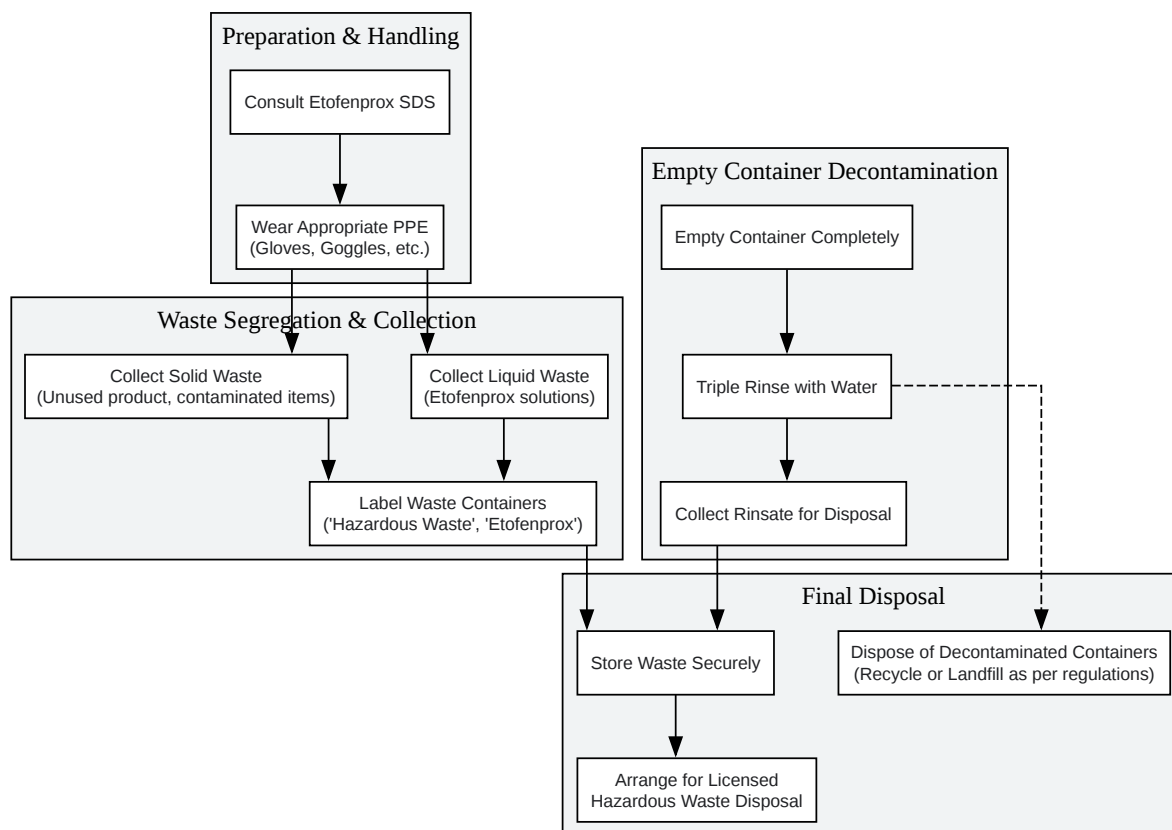 Preparation & Handling
Consult Etofenprox SDS
Wear Appropriate PPE
(Gloves, Goggles, etc.)
Waste Segregation & Collection
Collect Solid Waste
(Unused product, contaminated items)
Collect Liquid Waste
(Etofenprox solutions)
Label Waste Containers
('Hazardous Waste', 'Etofenprox')
Empty Container Decontamination
Empty Container Completely
Triple Rinse with Water
Collect Rinsate for Disposal
Final Disposal
Store Waste Securely
Dispose of Decontaminated Containers
(Recycle or Landfill as per regulations)
Arrange for Licensed
Hazardous Waste Disposal